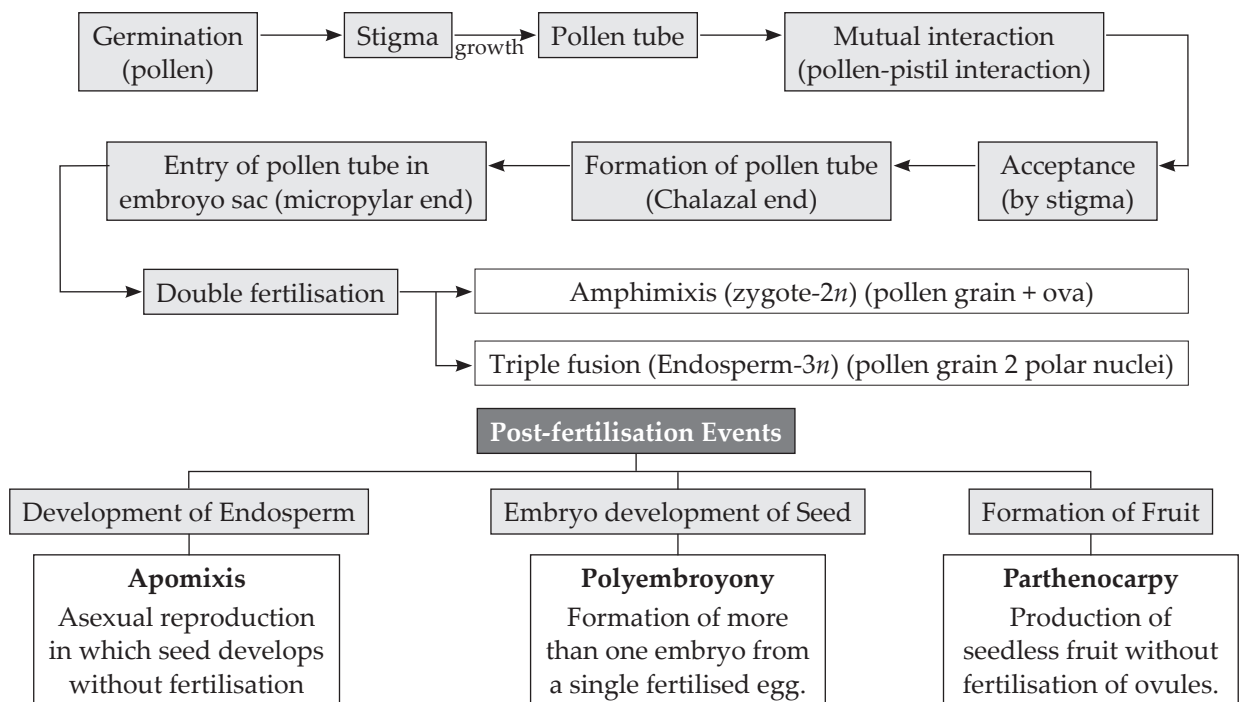 Germination
(pollen)
Stigma
growth
Pollen tube
Mutual interaction
(pollen-pistil interaction)
Acceptance
(by stigma)
Formation of pollen tube
(Chalazal end)
Entry of pollen tube in
embroyo sac (micropylar end)
Double fertilisation
Amphimixis (zygote-2n) (pollen grain + ova)
Triple fusion (Endosperm-3n) (pollen grain 2 polar nuclei)
Post-fertilisation Events
Development of Endosperm
Embryo development of Seed
Formation of Fruit
Apomixis
Asexual reproduction
in which seed develops
without fertilisation
Polyembroyony
Formation of more
than one embryo from
a single fertilised egg.
Parthenocarpy
Production of
seedless fruit without
fertilisation of ovules.